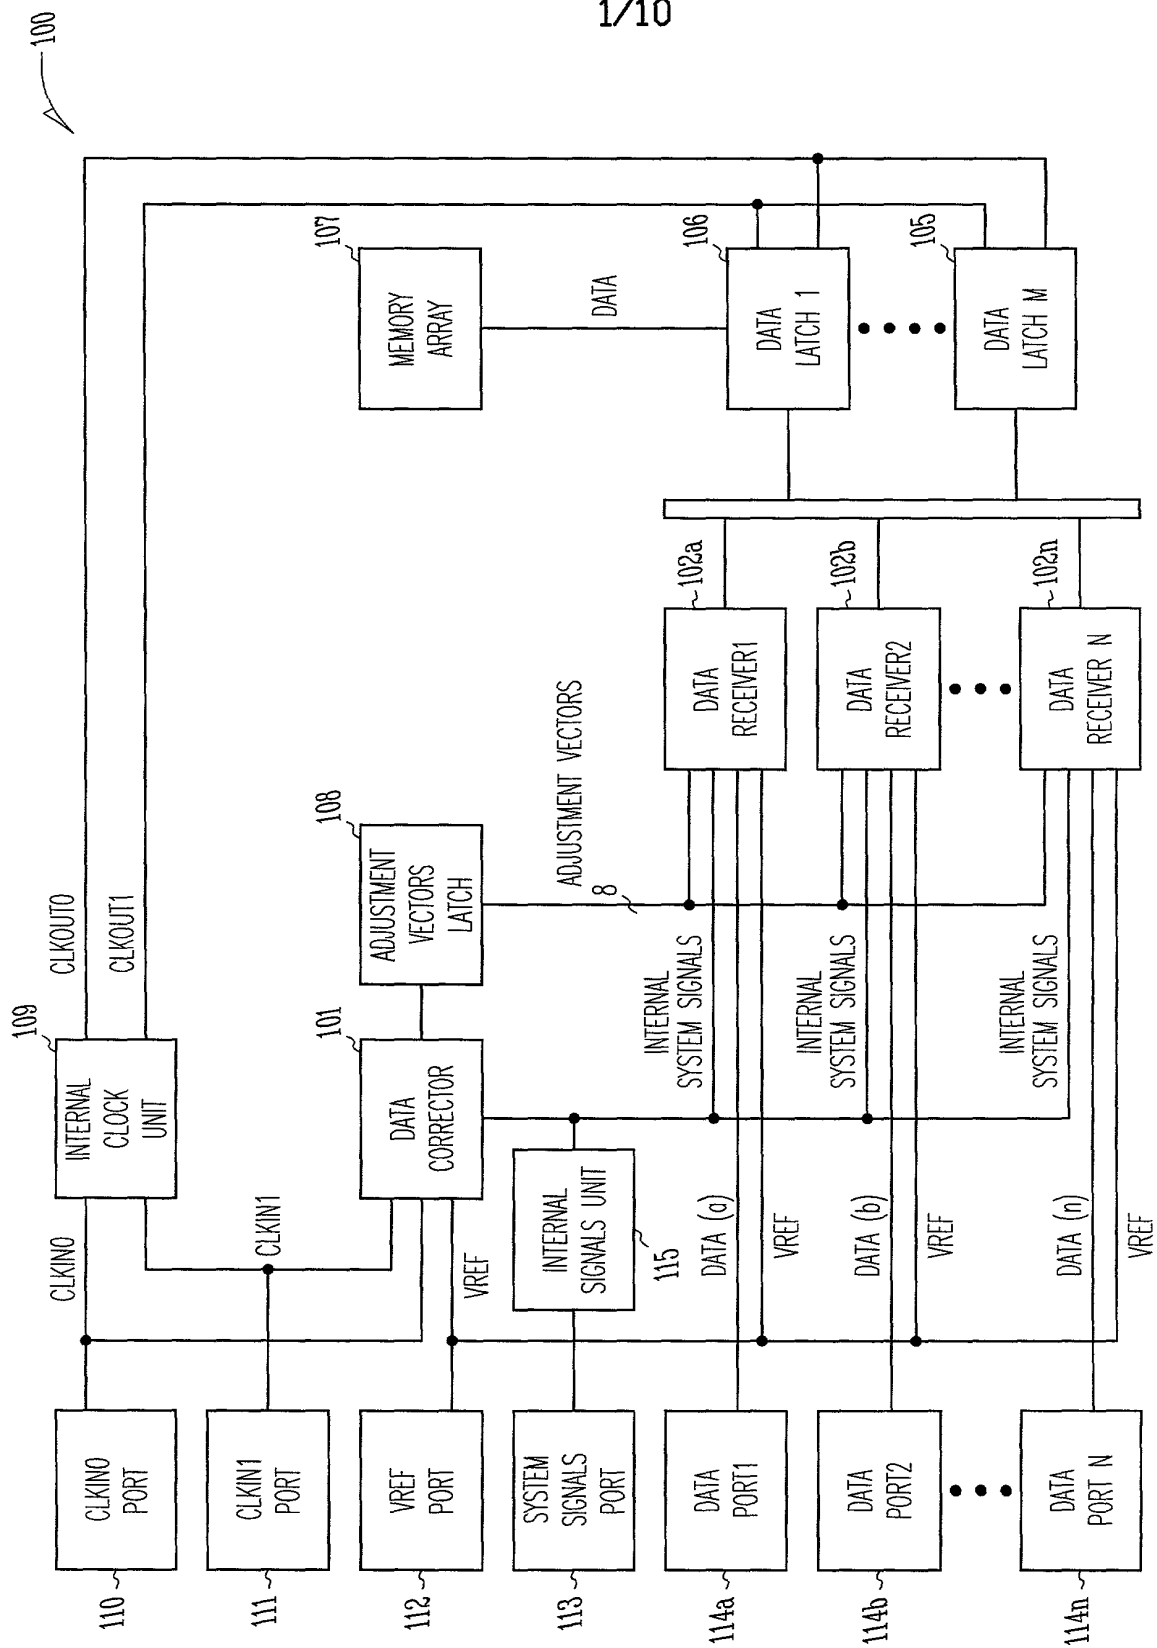 1/10
100
CLKIN0
PORT
110
CLKIN1
PORT
111
VREF
PORT
112
SYSTEM
SIGNALS
PORT
113
DATA
PORT1
114a
DATA
PORT2
114b
DATA
PORT N
114n
CLKIN0
CLKIN1
VREF
INTERNAL
CLOCK
UNIT
109
CLKOUT0
CLKOUT1
DATA
CORRECTOR
101
ADJUSTMENT
VECTORS
LATCH
108
INTERNAL
SIGNALS UNIT
115
ADJUSTMENT VECTORS
8
INTERNAL
SYSTEM SIGNALS
DATA (a)
VREF
INTERNAL
SYSTEM SIGNALS
DATA (b)
VREF
INTERNAL
SYSTEM SIGNALS
DATA (n)
VREF
DATA
RECEIVER1
102a
DATA
RECEIVER2
102b
DATA
RECEIVER N
102n
MEMORY
ARRAY
107
DATA
DATA
LATCH 1
106
DATA
LATCH M
105